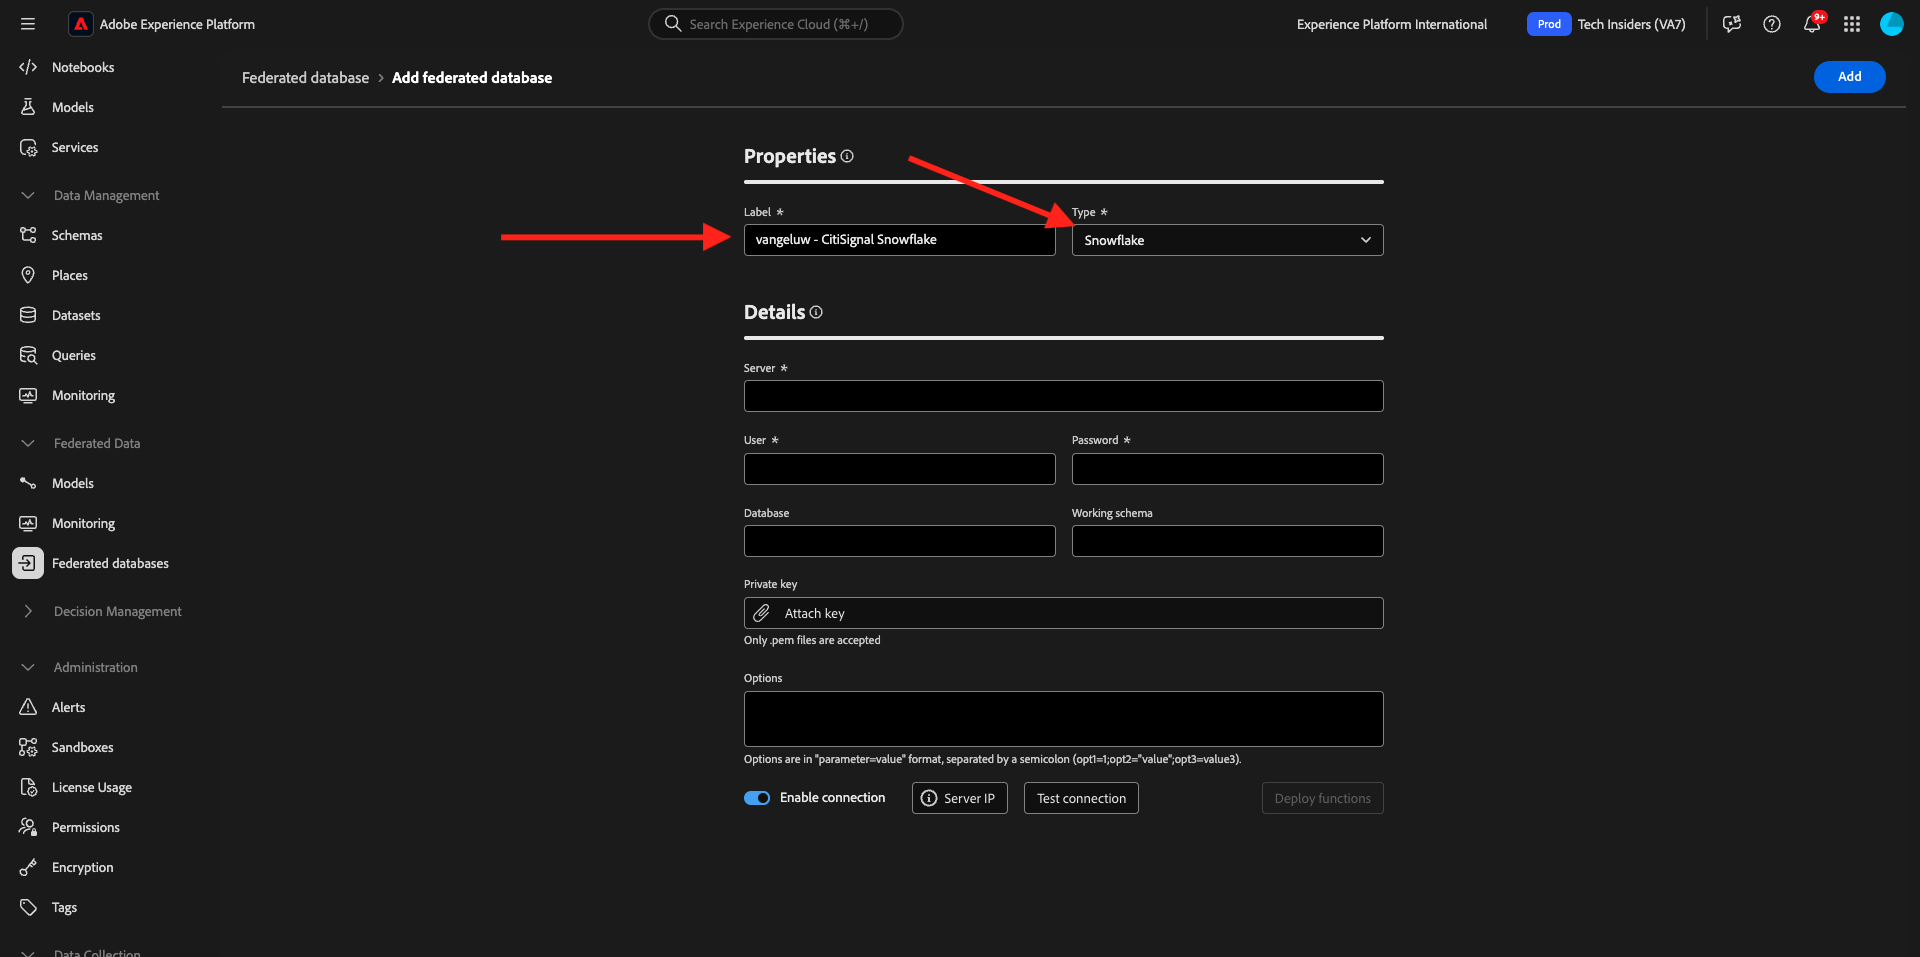 Adobe Experience Platform
Search Experience Cloud (⌘+/)
Experience Platform International
Prod
Tech Insiders (VA7)
9+
Notebooks
Models
Services
Data Management
Schemas
Places
Datasets
Queries
Monitoring
Federated Data
Models
Monitoring
Federated databases
Decision Management
Administration
Alerts
Sandboxes
License Usage
Permissions
Encryption
Tags
Data Collection
Federated database > Add federated database
Add
Properties
Label *
Type *
vangeluw - CitiSignal Snowflake
Snowflake
Details
Server *
User *
Password *
Database
Working schema
Private key
Attach key
Only .pem files are accepted
Options
Options are in "parameter=value" format, separated by a semicolon (opt1=1;opt2="value";opt3=value3).
Enable connection
Server IP
Test connection
Deploy functions